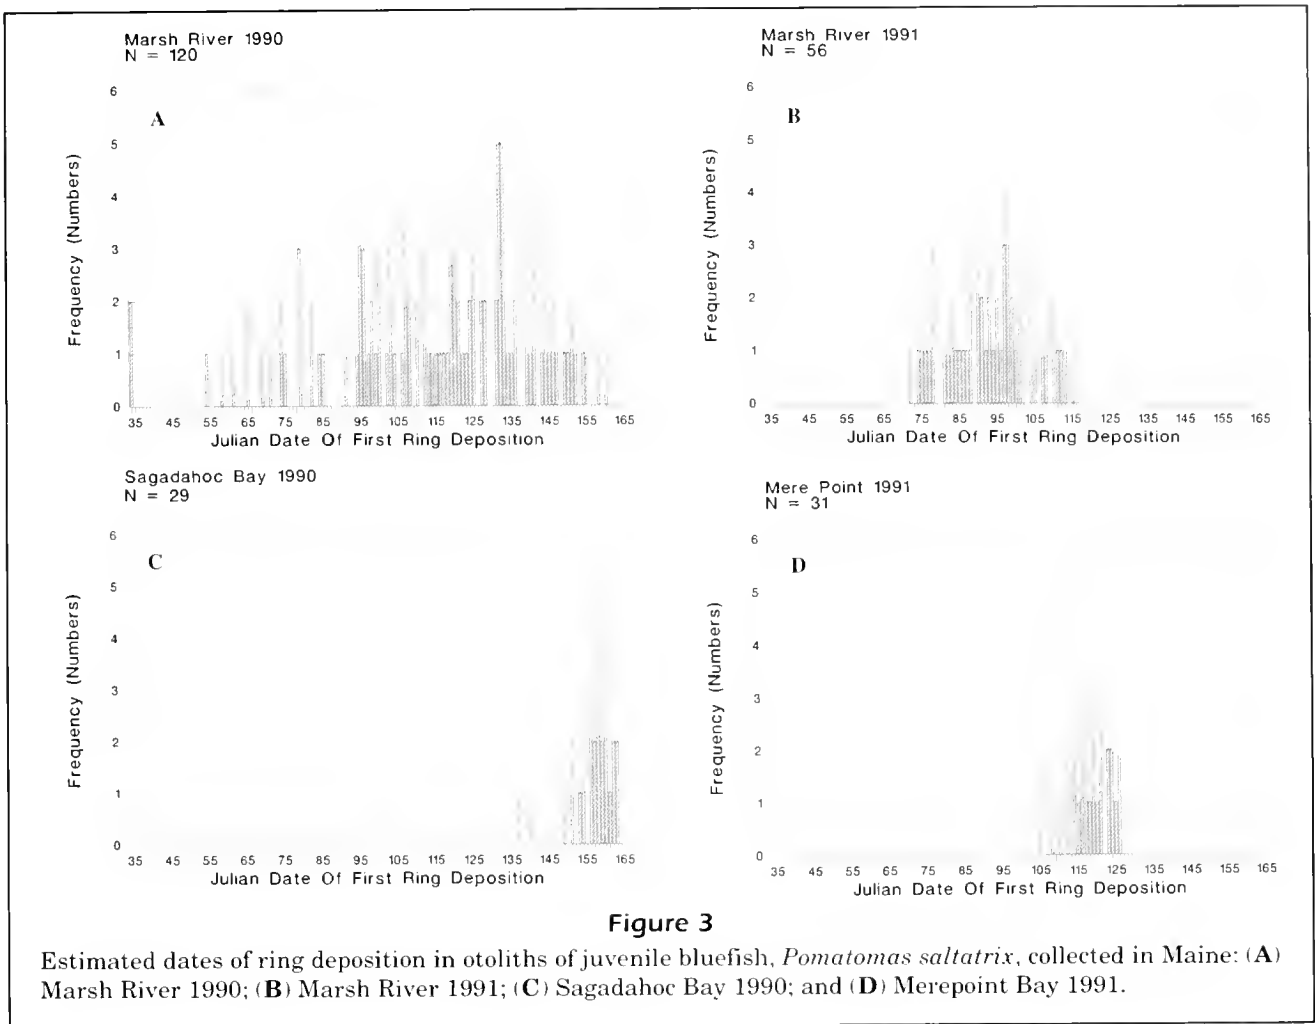 Marsh River 1990
N = 120
A
Frequency (Numbers)
6
5
4
3
2
1
0
35 45 55 65 75 85 95 105 115 125 135 145 155 165
Julian Date Of First Ring Deposition
Marsh River 1991
N = 56
B
Frequency (Numbers)
6
5
4
3
2
1
0
35 45 55 65 75 85 95 105 115 125 135 145 155 165
Julian Date Of First Ring Deposition
Sagadahoc Bay 1990
N = 29
C
Frequency (Numbers)
6
5
4
3
2
1
0
35 45 55 65 75 85 95 105 115 125 135 145 155 165
Julian Date Of First Ring Deposition
Mere Point 1991
N = 31
D
Frequency (Numbers)
6
5
4
3
2
1
0
35 45 55 65 75 85 95 105 115 125 135 145 155 165
Julian Date Of First Ring Deposition
Figure 3
Estimated dates of ring deposition in otoliths of juvenile bluefish, Pomatomas saltatrix, collected in Maine: (A)
Marsh River 1990; (B) Marsh River 1991; (C) Sagadahoc Bay 1990; and (D) Merepoint Bay 1991.